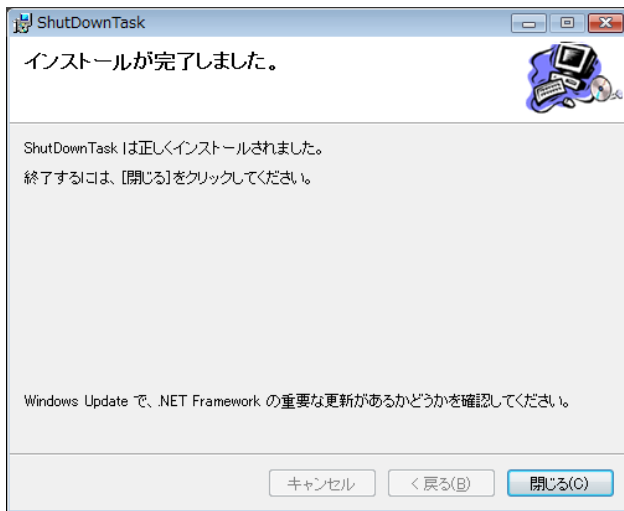 ShutDownTask
インストールが完了しました。
ShutDownTask は正しくインストールされました。
終了するには、[閉じる]をクリックしてください。
Windows Update で、.NET Framework の重要な更新があるかどうかを確認してください。
キャンセル
< 戻る(B)
閉じる(C)